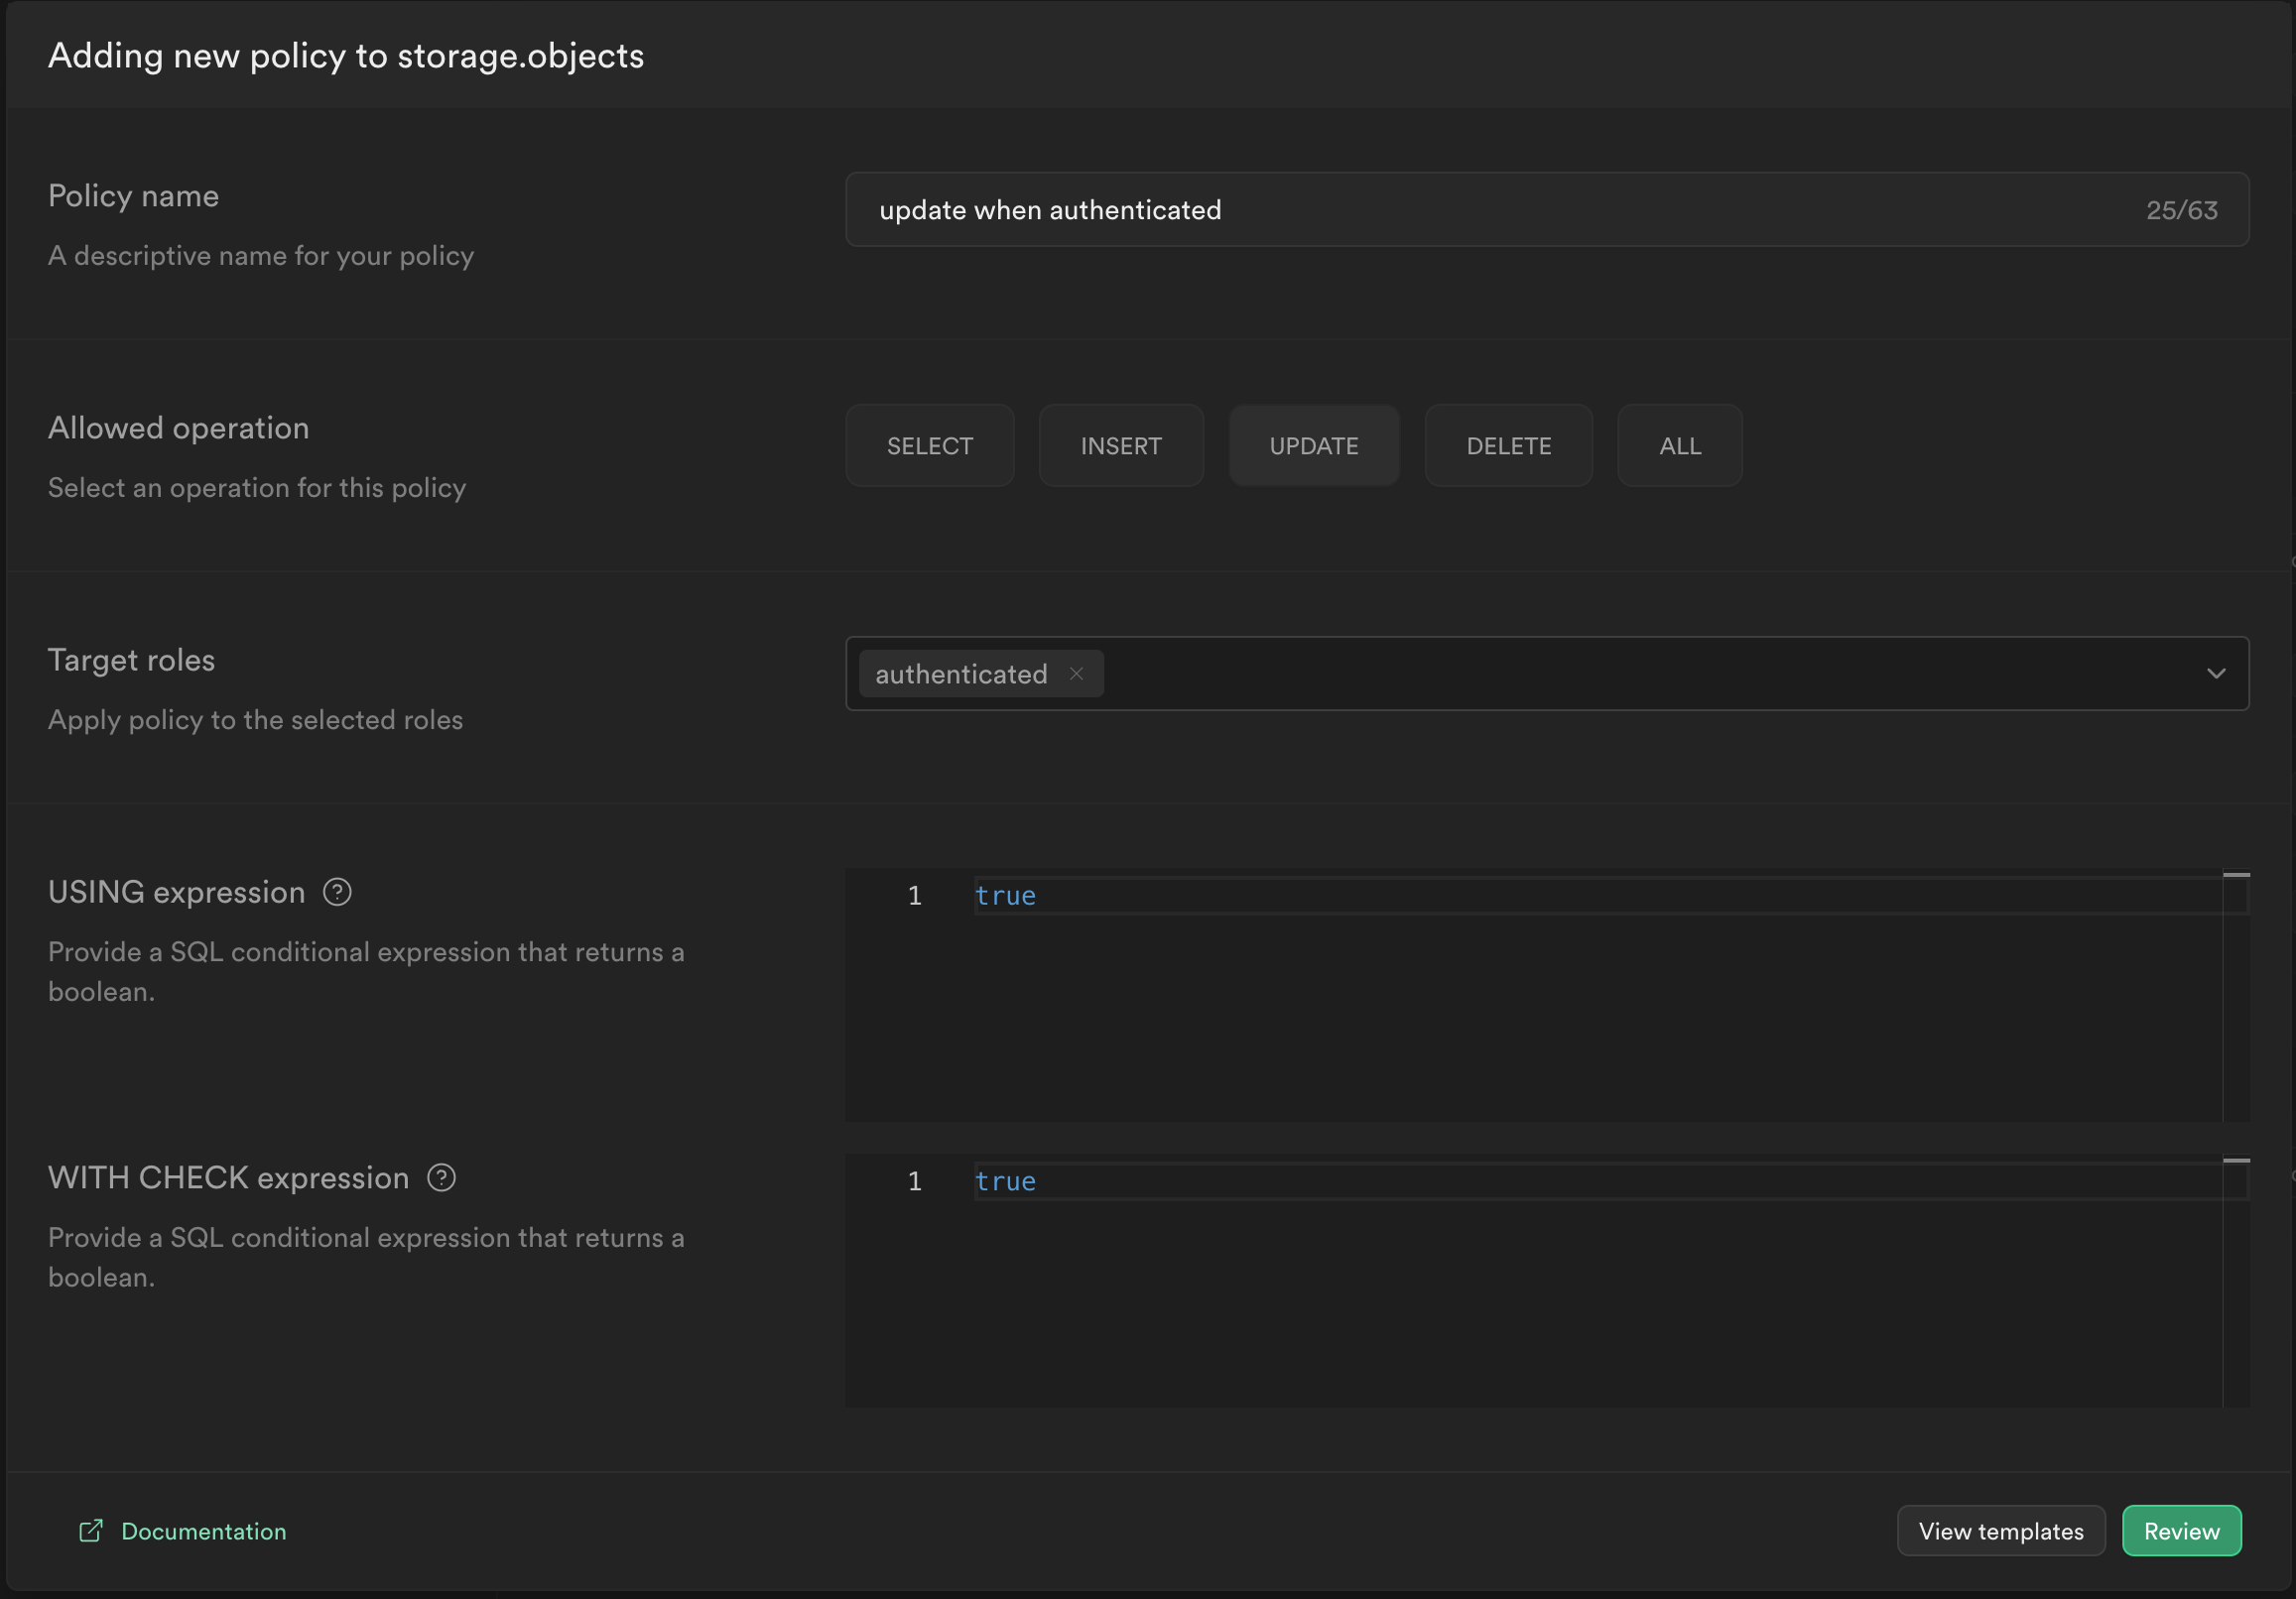 Adding new policy to storage.objects
Policy name
A descriptive name for your policy
update when authenticated 25/63
Allowed operation
Select an operation for this policy
SELECT INSERT UPDATE DELETE ALL
Target roles
Apply policy to the selected roles
authenticated
USING expression
Provide a SQL conditional expression that returns a
boolean.
1 true
WITH CHECK expression
Provide a SQL conditional expression that returns a
boolean.
1 true
Documentation
View templates
Review